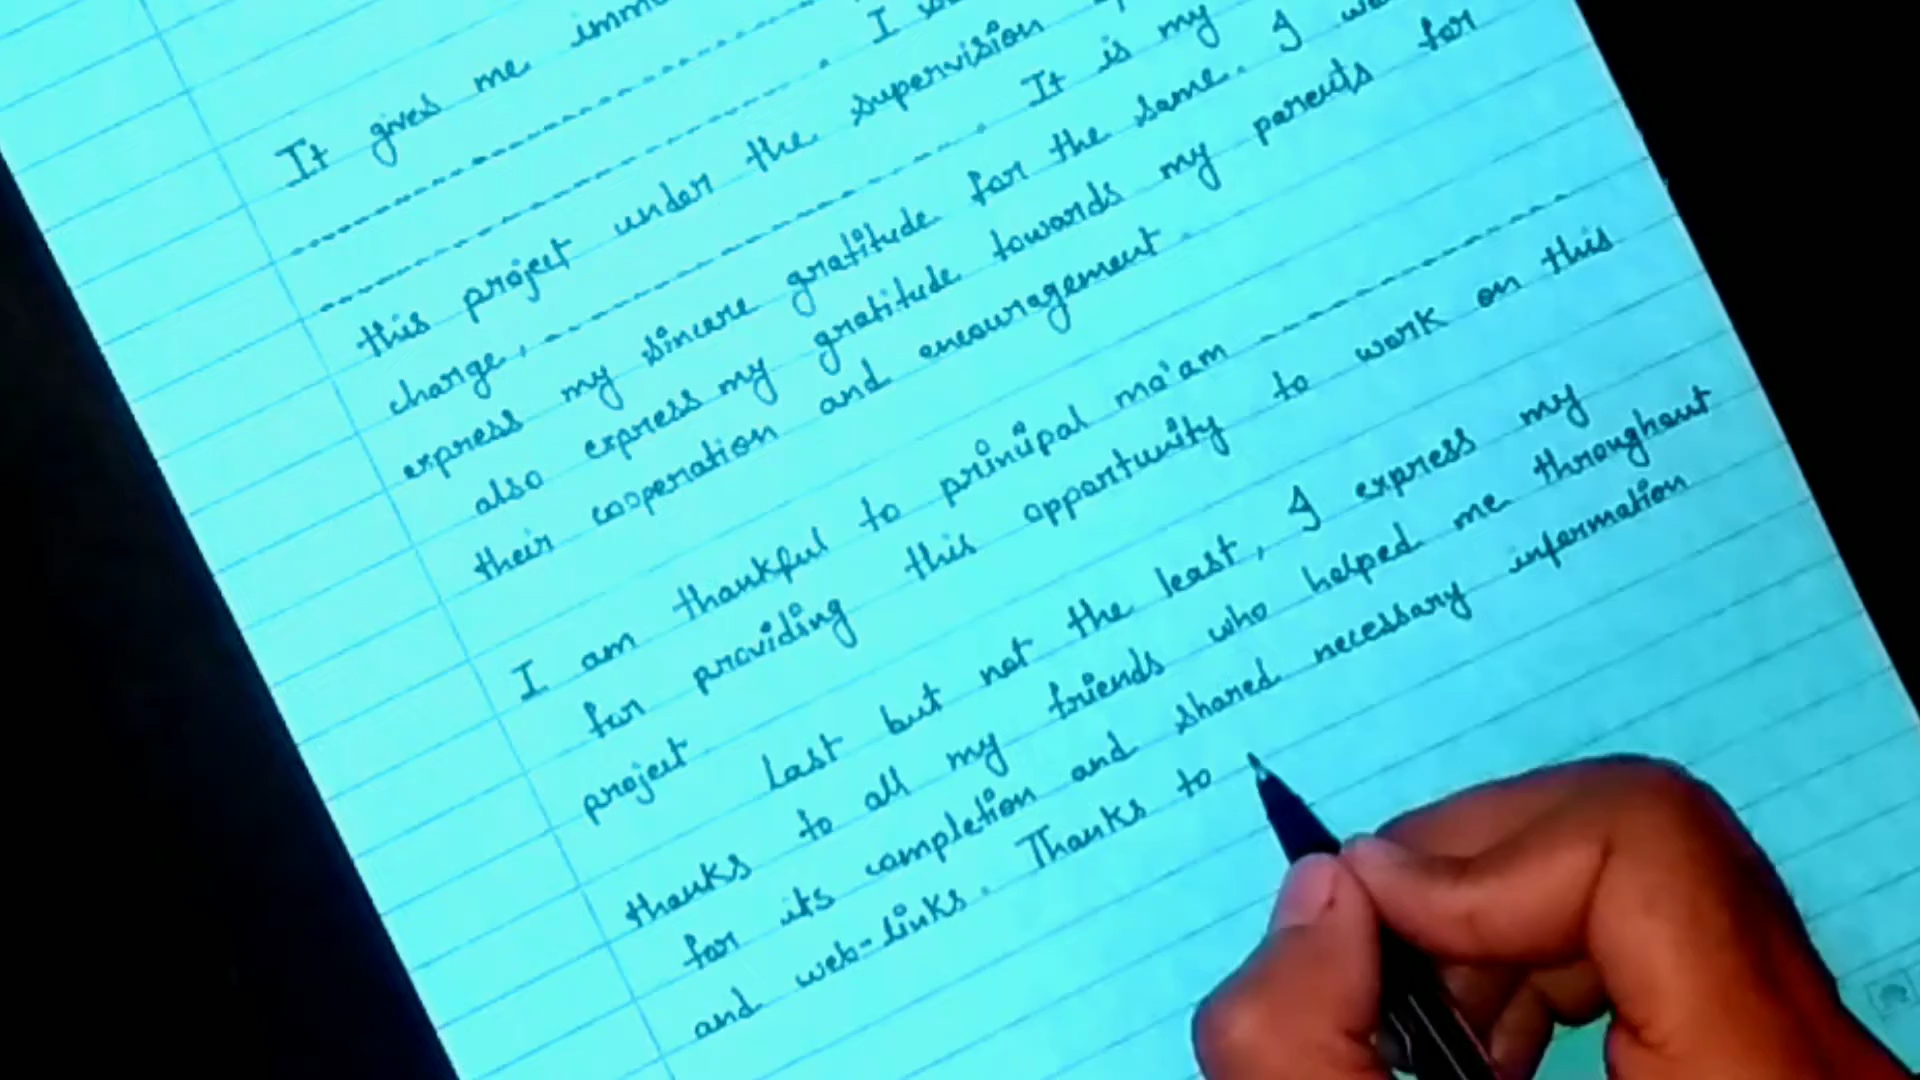 It gives me
------------------------------ . I
this project under the supervision
charge, ------------------------------ . It is my
express my sincere gratitude for the same. I
also express my gratitude towards my parents for
their cooperation and encouragement.
I am thankful to principal ma'am --------------------
for providing this opportunity to work on this
project. Last but not the least, I express my
thanks to all my friends who helped me throughout
for its completion and shared necessary information
and web-links. Thanks to